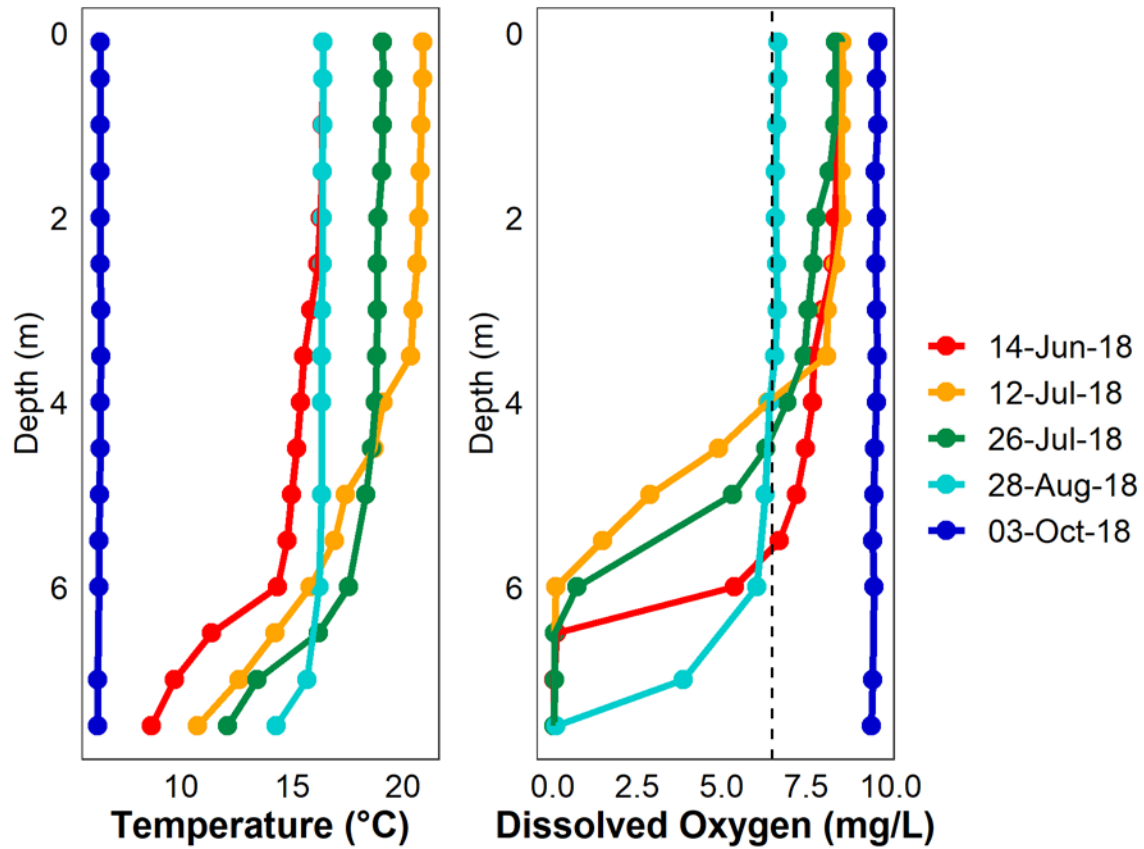 0
2
4
6
Depth (m)
10 15 20
Temperature (°C)
0
2
4
6
Depth (m)
0.0 2.5 5.0 7.5 10.0
Dissolved Oxygen (mg/L)
14-Jun-18
12-Jul-18
26-Jul-18
28-Aug-18
03-Oct-18